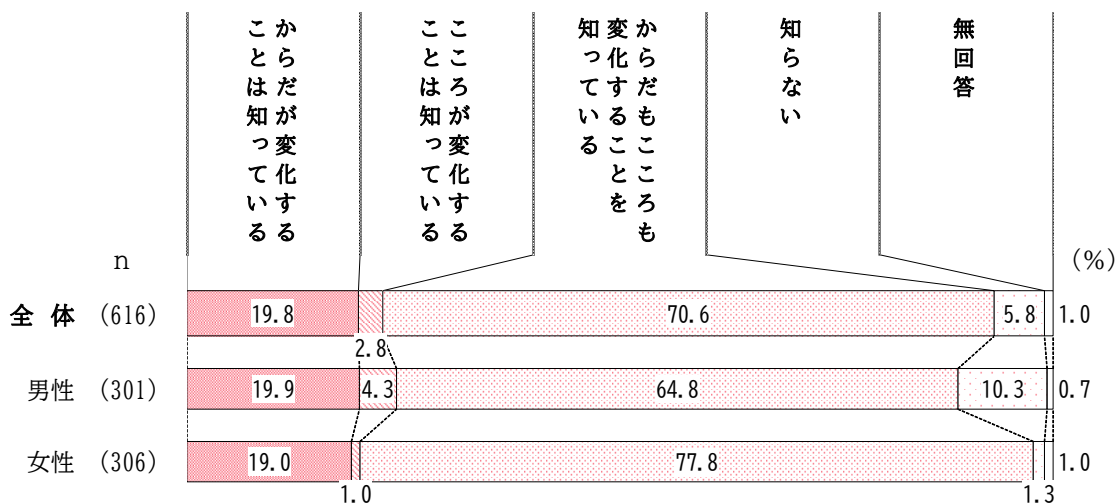 からだが変化する
ことは知っている
こころが変化する
ことは知っている
からだもこころも
変化することを
知っている
知らない
無回答
n
(%)
全体 (616) 19.8 2.8 70.6 5.8 1.0
男性 (301) 19.9 4.3 64.8 10.3 0.7
女性 (306) 19.0 1.0 77.8 1.3 1.0